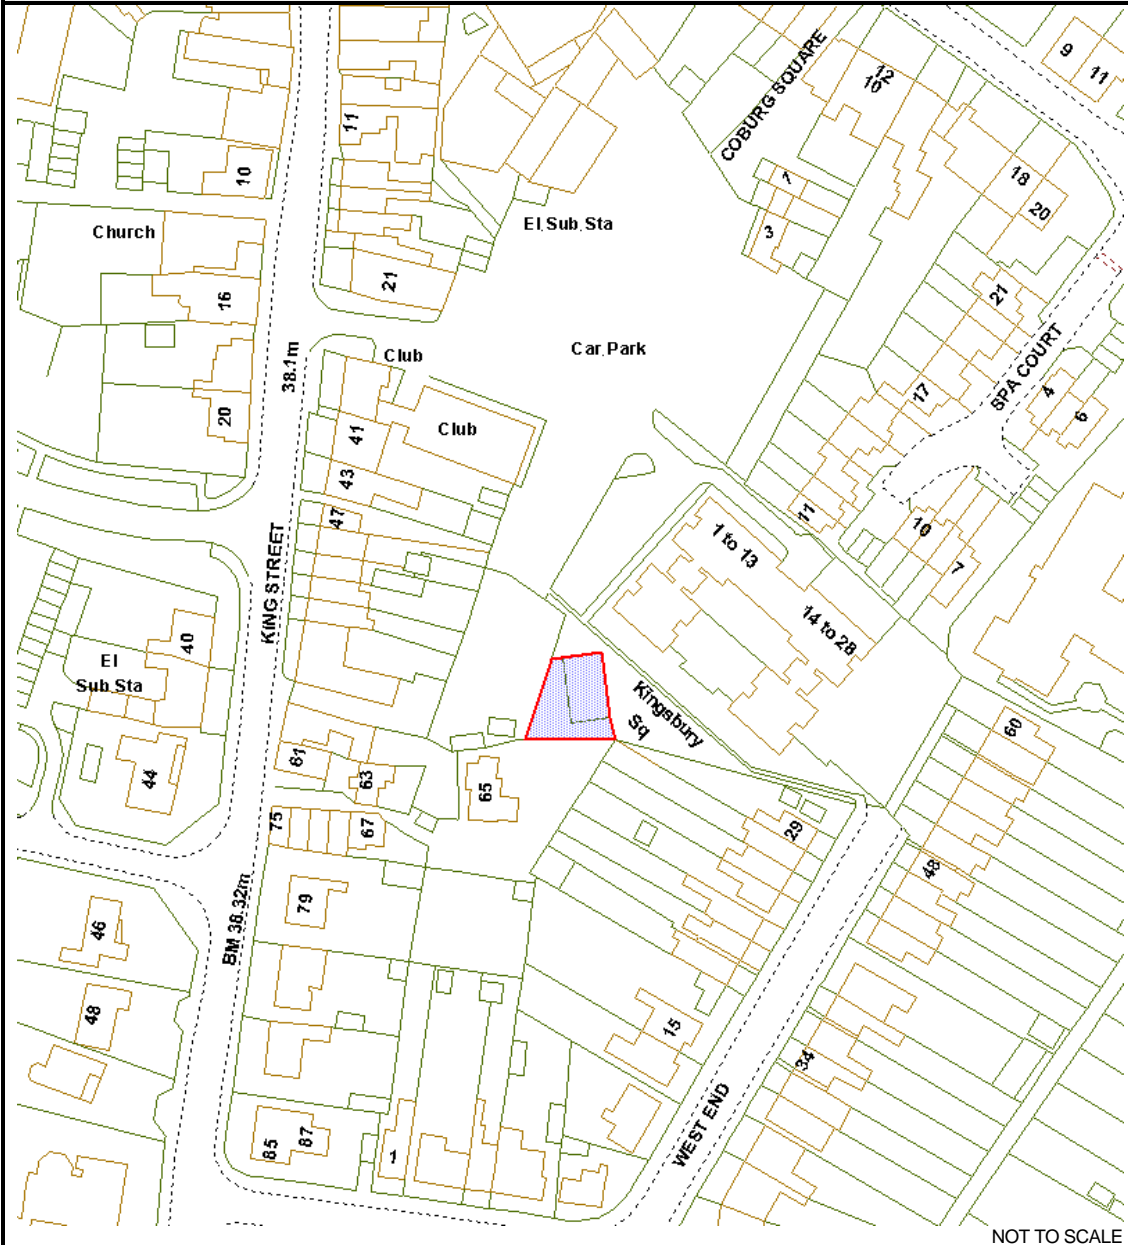 COBURG SQUARE
9
11
12
10
11
10
1
18
20
Church
El Sub Sta
3
16
21
21
38.1m
Club
Car Park
SPA COURT
4
6
17
20
41
Club
43
47
11
1 to 13
10
7
KING STREET
14 to 28
40
El
Sub Sta
Kingsbury
Sq
60
44
61
63
65
75
67
29
48
79
BM 38.32m
46
48
15
34
WEST END
85
87
1
NOT TO SCALE